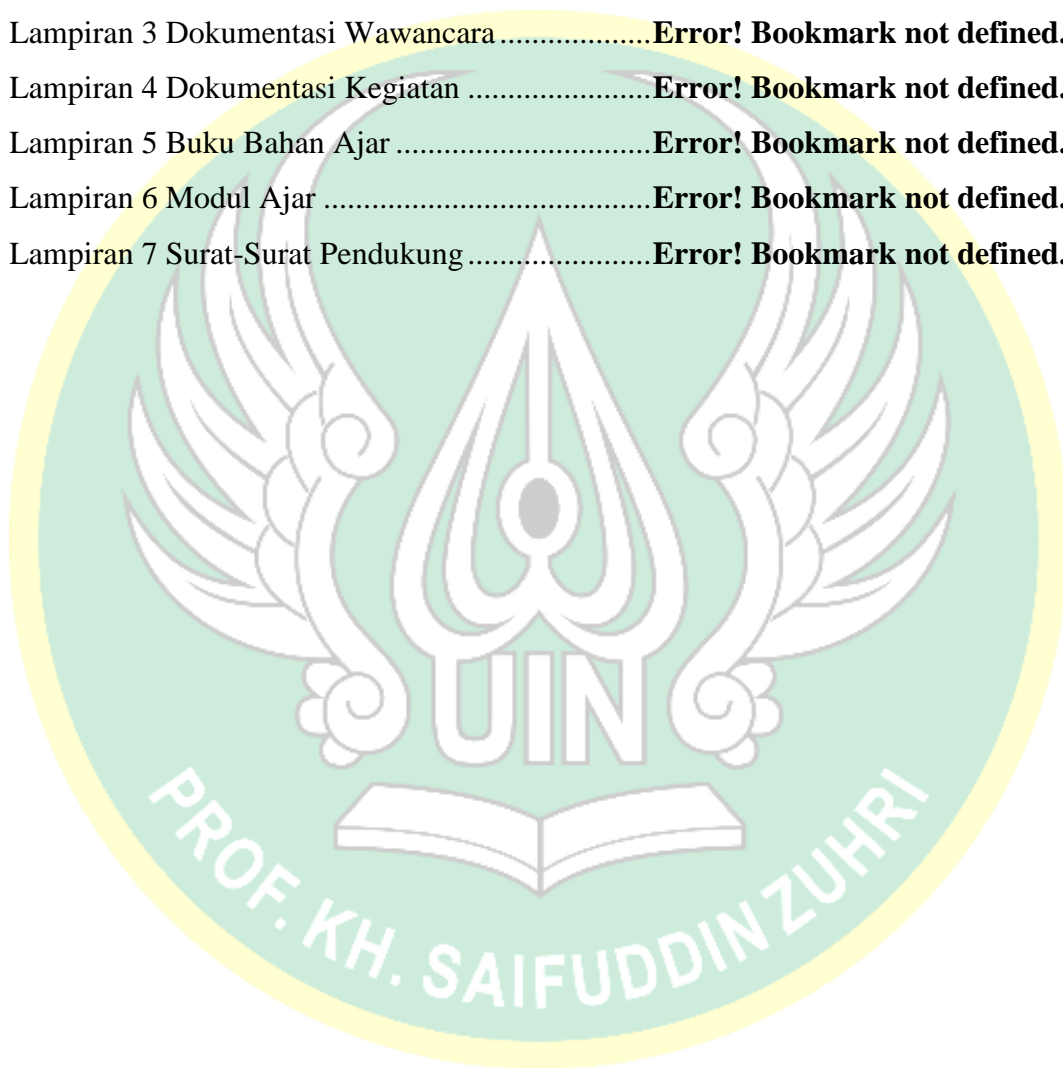 Lampiran 3 Dokumentasi Wawancara...................Error! Bookmark not defined.
Lampiran 4 Dokumentasi Kegiatan .......................Error! Bookmark not defined.
Lampiran 5 Buku Bahan Ajar ................................Error! Bookmark not defined.
Lampiran 6 Modul Ajar .........................................Error! Bookmark not defined.
Lampiran 7 Surat-Surat Pendukung.......................Error! Bookmark not defined.
UIN
PROF. KH. SAIFUDDIN ZUHRI